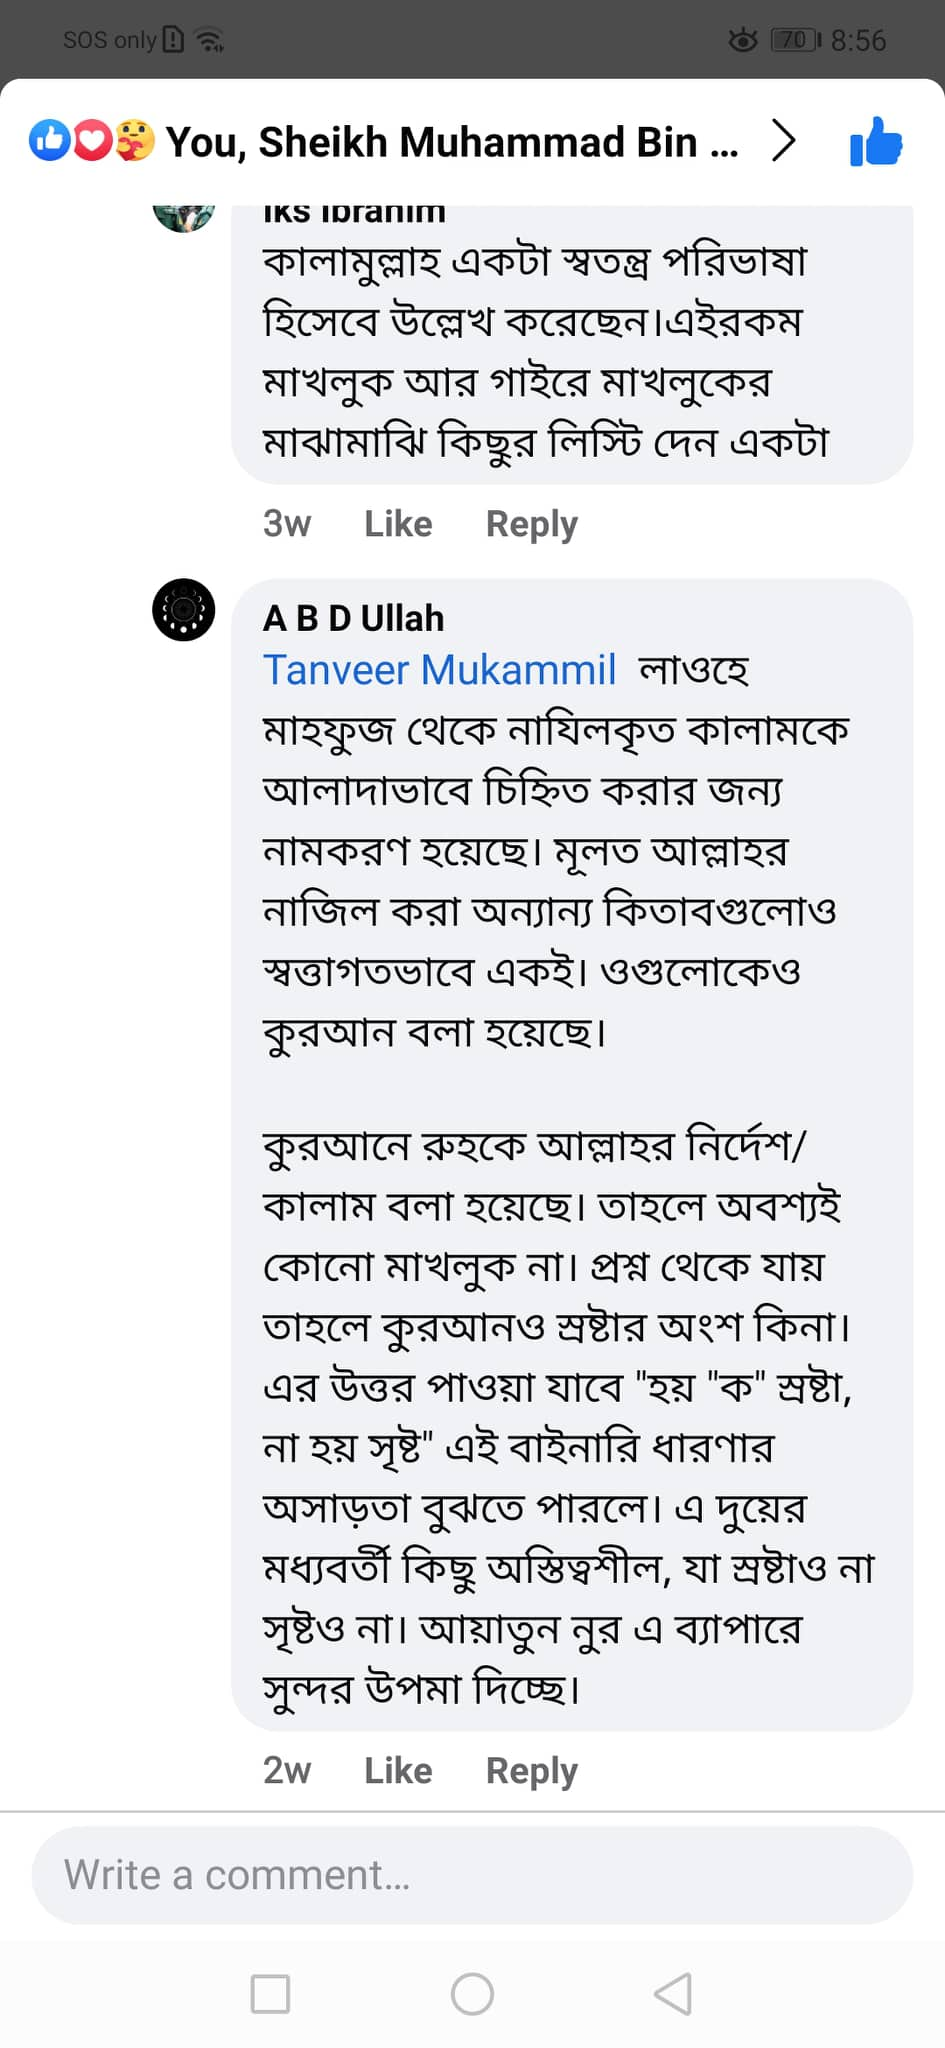 SOS only 70 8:56
You, Sheikh Muhammad Bin ...
Iks Ibrahim
কালামুল্লাহ একটা স্বতন্ত্র পরিভাষা
হিসেবে উল্লেখ করেছেন।এইরকম
মাখলুক আর গাইরে মাখলুকের
মাঝামাঝি কিছুর লিস্টি দেন একটা
3w Like Reply
A B D Ullah
Tanveer Mukammil লাওহে
মাহফুজ থেকে নাযিলকৃত কালামকে
আলাদাভাবে চিহ্নিত করার জন্য
নামকরণ হয়েছে। মূলত আল্লাহর
নাজিল করা অন্যান্য কিতাবগুলোও
স্বত্তাগতভাবে একই। ওগুলোকেও
কুরআন বলা হয়েছে।
কুরআনে রুহকে আল্লাহর নির্দেশ/
কালাম বলা হয়েছে। তাহলে অবশ্যই
কোনো মাখলুক না। প্রশ্ন থেকে যায়
তাহলে কুরআনও স্রষ্টার অংশ কিনা।
এর উত্তর পাওয়া যাবে "হয় "ক" স্রষ্টা,
না হয় সৃষ্ট" এই বাইনারি ধারণার
অসাড়তা বুঝতে পারলে। এ দুয়ের
মধ্যবর্তী কিছু অস্তিত্বশীল, যা স্রষ্টাও না
সৃষ্টও না। আয়াতুন নুর এ ব্যাপারে
সুন্দর উপমা দিচ্ছে।
2w Like Reply
Write a comment...